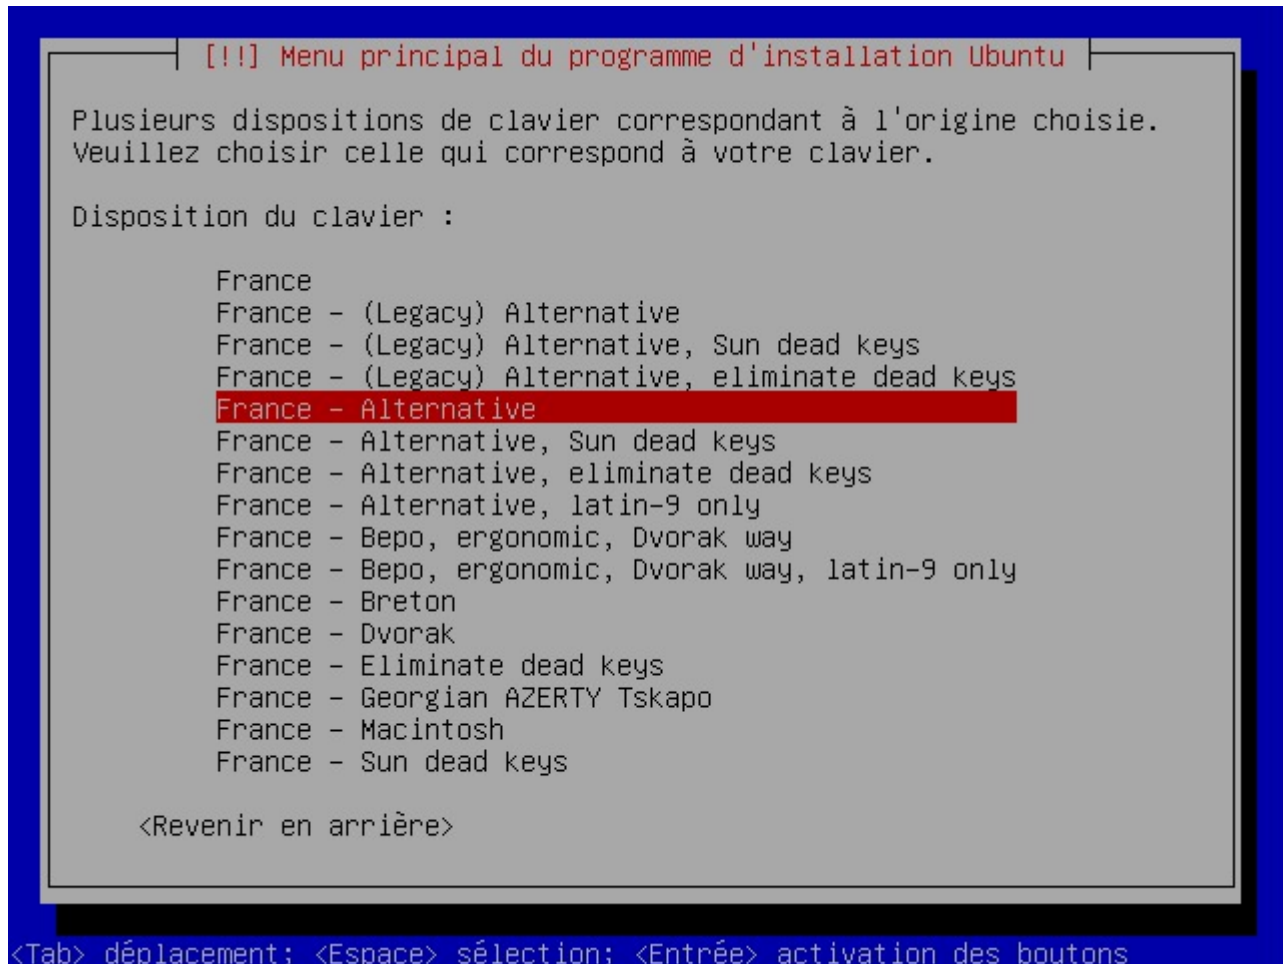 [!!] Menu principal du programme d'installation Ubuntu
Plusieurs dispositions de clavier correspondant à l'origine choisie.
Veuillez choisir celle qui correspond à votre clavier.
Disposition du clavier :
France
France - (Legacy) Alternative
France - (Legacy) Alternative, Sun dead keys
France - (Legacy) Alternative, eliminate dead keys
France - Alternative
France - Alternative, Sun dead keys
France - Alternative, eliminate dead keys
France - Alternative, latin-9 only
France - Bepo, ergonomic, Dvorak way
France - Bepo, ergonomic, Dvorak way, latin-9 only
France - Breton
France - Dvorak
France - Eliminate dead keys
France - Georgian AZERTY Tskapo
France - Macintosh
France - Sun dead keys
<Revenir en arrière>
<Tab> déplacement; <Espace> sélection; <Entrée> activation des boutons